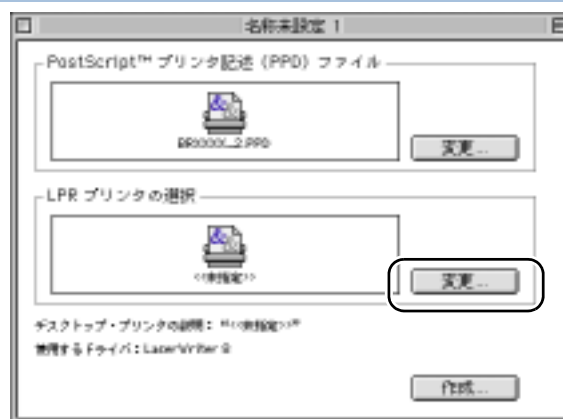 名称未設定 1
PostScript™ プリンタ記述（PPD）ファイル
変更...
LPR プリンタの選択
<<未指定>>
変更...
デスクトップ・プリンタの説明： "<<未指定>>"
使用するドライバ：LaserWriter 8
作成...